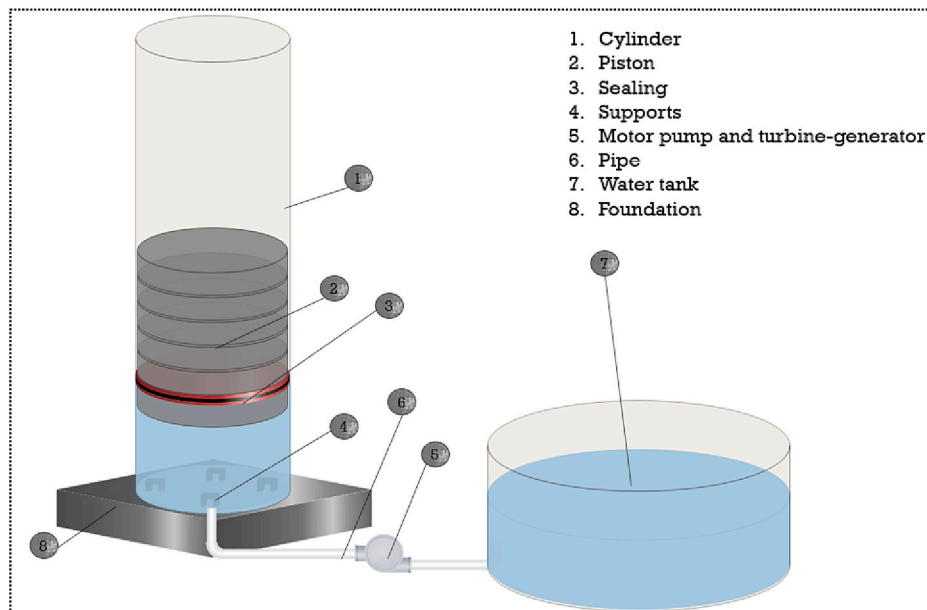 1. Cylinder
2. Piston
3. Sealing
4. Supports
5. Motor pump and turbine-generator
6. Pipe
7. Water tank
8. Foundation
1
7
2
3
6
4
5
8